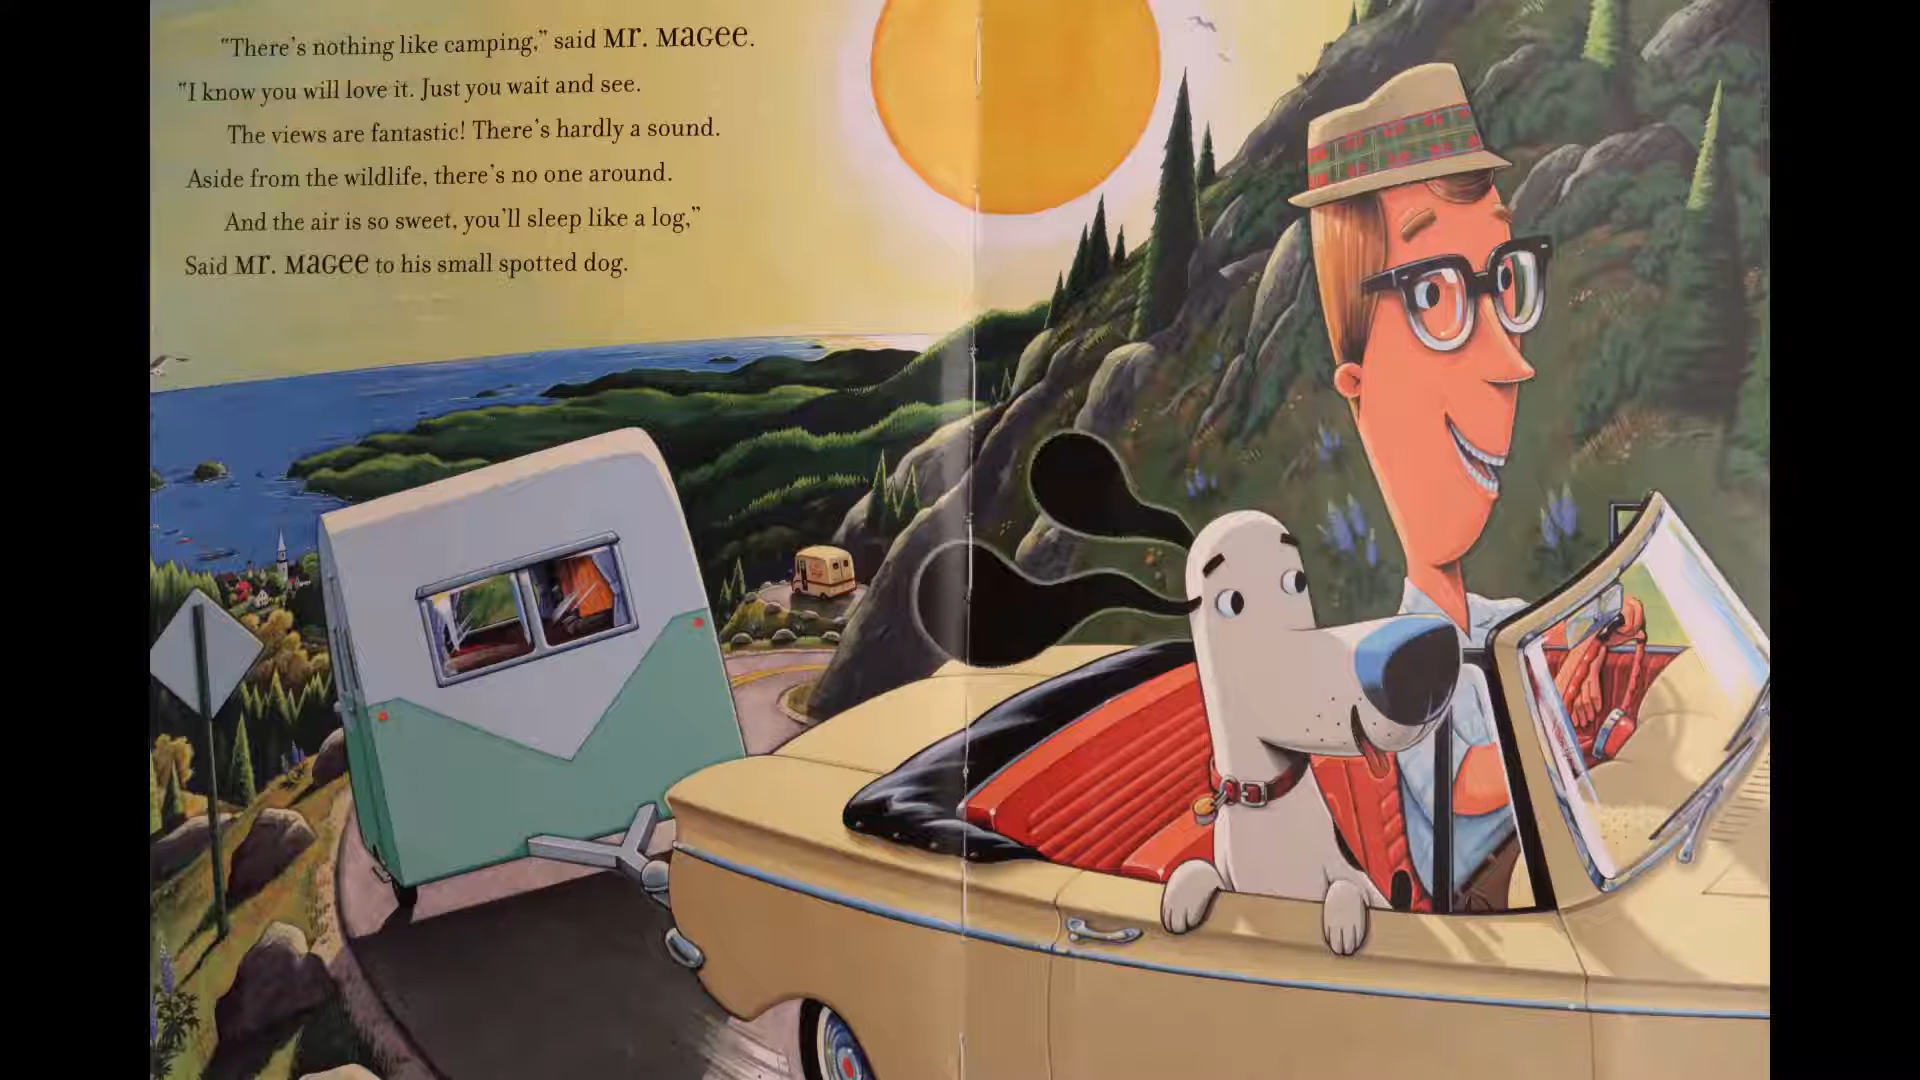 “There’s nothing like camping,” said Mr. Magee.
“I know you will love it. Just you wait and see.
The views are fantastic! There’s hardly a sound.
Aside from the wildlife, there’s no one around.
And the air is so sweet, you’ll sleep like a log,”
Said Mr. Magee to his small spotted dog.